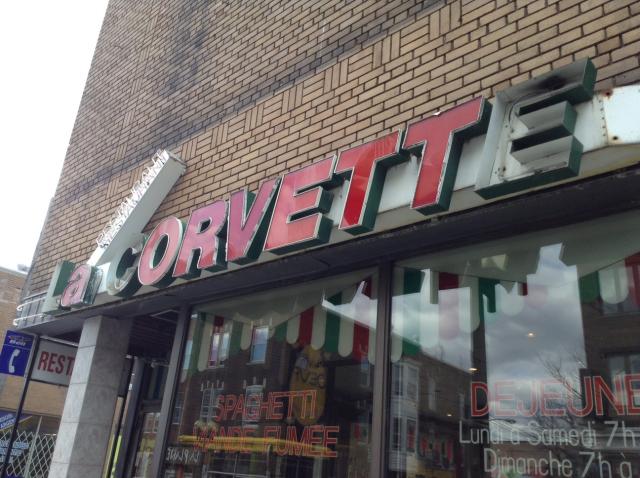 La CORVETTE
REST
SPAGHETTI
VIANDE FUMEE
DEJEUNE
Lundi à Samedi 7h
Dimanche 7h à